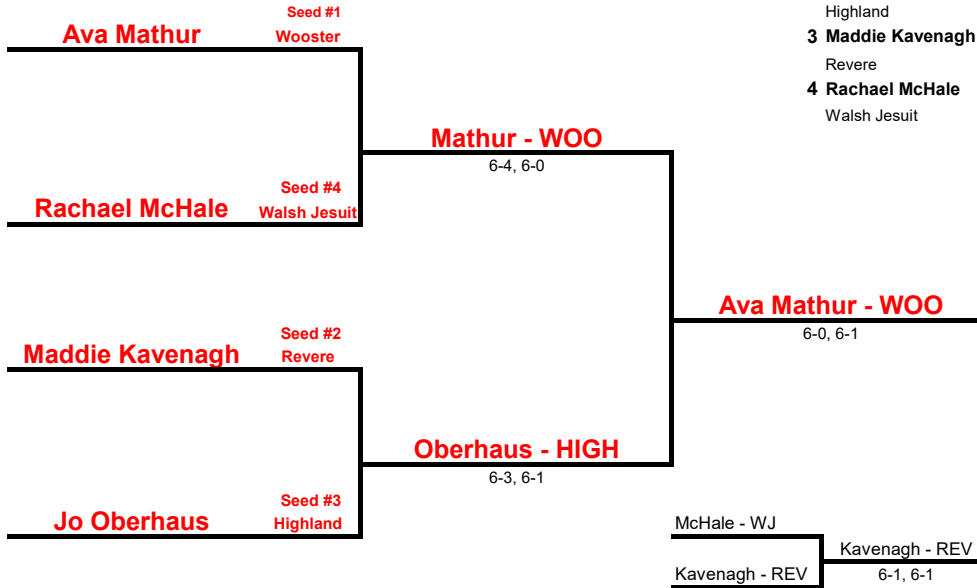 Seed #1
Ava Mathur Wooster
Highland
3 Maddie Kavenagh
Revere
4 Rachael McHale
Walsh Jesuit
Mathur - WOO
6-4, 6-0
Seed #4
Rachael McHale Walsh Jesuit
Ava Mathur - WOO
6-0, 6-1
Seed #2
Maddie Kavenagh Revere
Oberhaus - HIGH
6-3, 6-1
Seed #3
Jo Oberhaus Highland
McHale - WJ
Kavenagh - REV
6-1, 6-1
Kavenagh - REV